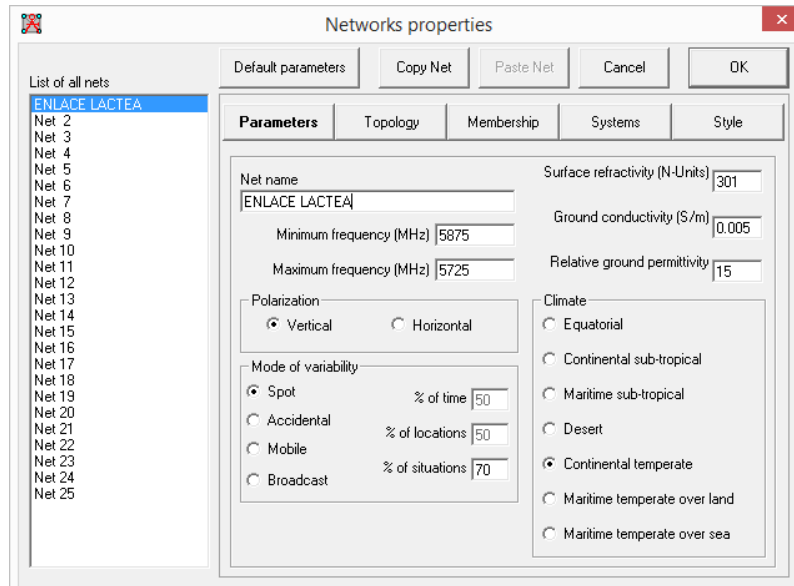 Networks properties
Default parameters Copy Net Paste Net Cancel OK
List of all nets
ENLACE LACTEA
Net 2
Net 3
Net 4
Net 5
Net 6
Net 7
Net 8
Net 9
Net 10
Net 11
Net 12
Net 13
Net 14
Net 15
Net 16
Net 17
Net 18
Net 19
Net 20
Net 21
Net 22
Net 23
Net 24
Net 25
Parameters Topology Membership Systems Style
Net name
ENLACE LACTEA
Minimum frequency (MHz) 5875
Maximum frequency (MHz) 5725
Surface refractivity (N-Units) 301
Ground conductivity (S/m) 0.005
Relative ground permittivity 15
Polarization
Vertical Horizontal
Mode of variability
Spot
Accidental
Mobile
Broadcast
% of time 50
% of locations 50
% of situations 70
Climate
Equatorial
Continental sub-tropical
Maritime sub-tropical
Desert
Continental temperate
Maritime temperate over land
Maritime temperate over sea